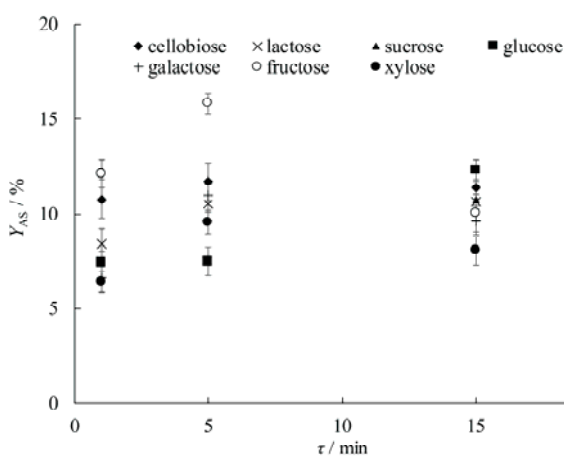 20
◆ cellobiose × lactose ▲ sucrose ■ glucose
+ galactose ○ fructose ● xylose
15
Y_AS / %
10
5
0
0 5 10 15
τ / min